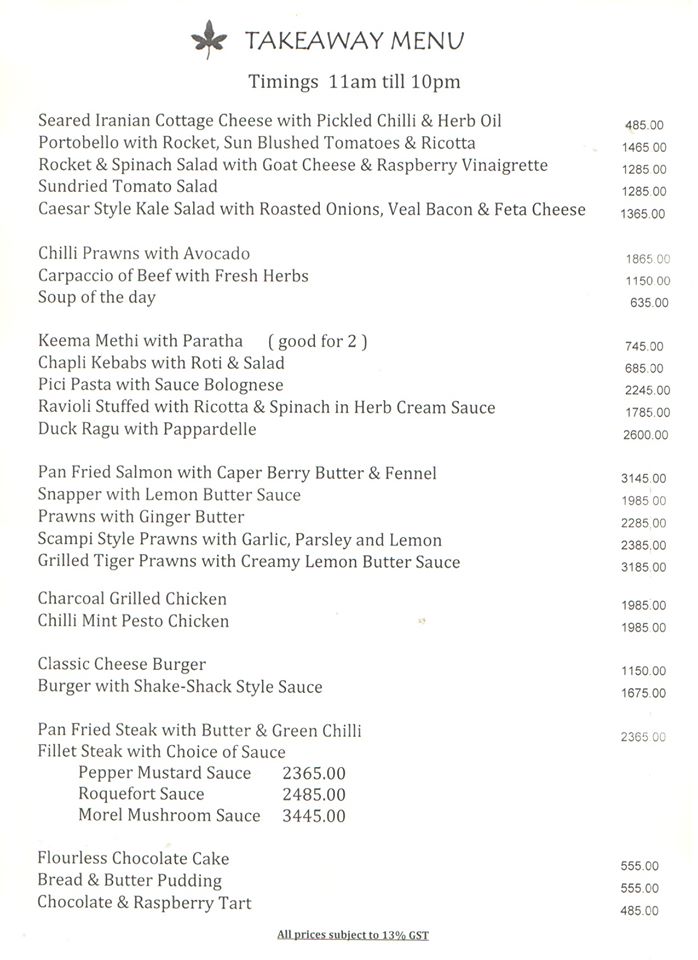 TAKEAWAY MENU
Timings 11am till 10pm
Seared Iranian Cottage Cheese with Pickled Chilli & Herb Oil 485.00
Portobello with Rocket, Sun Blushed Tomatoes & Ricotta 1465.00
Rocket & Spinach Salad with Goat Cheese & Raspberry Vinaigrette 1285.00
Sundried Tomato Salad 1285.00
Caesar Style Kale Salad with Roasted Onions, Veal Bacon & Feta Cheese 1365.00
Chilli Prawns with Avocado 1865.00
Carpaccio of Beef with Fresh Herbs 1150.00
Soup of the day 635.00
Keema Methi with Paratha ( good for 2 ) 745.00
Chapli Kebabs with Roti & Salad 685.00
Pici Pasta with Sauce Bolognese 2245.00
Ravioli Stuffed with Ricotta & Spinach in Herb Cream Sauce 1785.00
Duck Ragu with Pappardelle 2600.00
Pan Fried Salmon with Caper Berry Butter & Fennel 3145.00
Snapper with Lemon Butter Sauce 1985.00
Prawns with Ginger Butter 2285.00
Scampi Style Prawns with Garlic, Parsley and Lemon 2385.00
Grilled Tiger Prawns with Creamy Lemon Butter Sauce 3185.00
Charcoal Grilled Chicken 1985.00
Chilli Mint Pesto Chicken 1985.00
Classic Cheese Burger 1150.00
Burger with Shake-Shack Style Sauce 1675.00
Pan Fried Steak with Butter & Green Chilli 2365.00
Fillet Steak with Choice of Sauce
Pepper Mustard Sauce 2365.00
Roquefort Sauce 2485.00
Morel Mushroom Sauce 3445.00
Flourless Chocolate Cake 555.00
Bread & Butter Pudding 555.00
Chocolate & Raspberry Tart 485.00
All prices subject to 13% GST